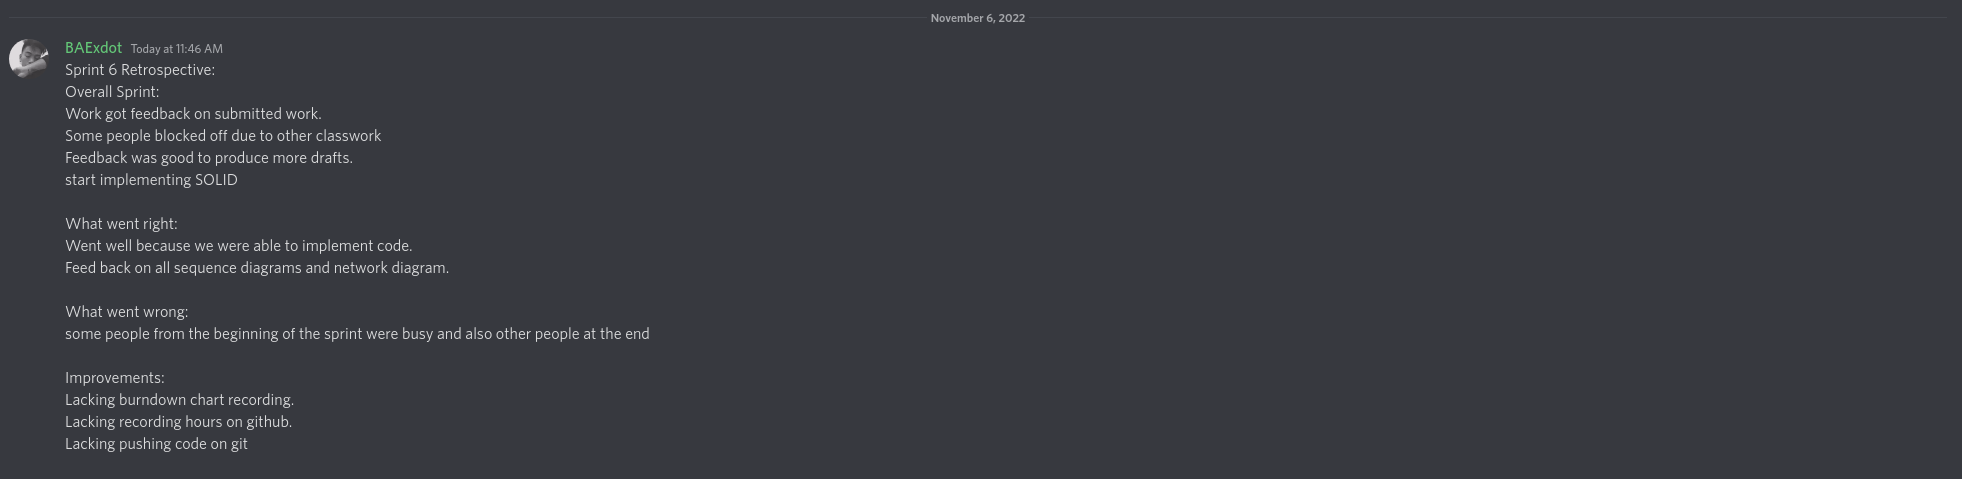 November 6, 2022
BAExdot Today at 11:46 AM
Sprint 6 Retrospective:
Overall Sprint:
Work got feedback on submitted work.
Some people blocked off due to other classwork
Feedback was good to produce more drafts.
start implementing SOLID
What went right:
Went well because we were able to implement code.
Feed back on all sequence diagrams and network diagram.
What went wrong:
some people from the beginning of the sprint were busy and also other people at the end
Improvements:
Lacking burndown chart recording.
Lacking recording hours on github.
Lacking pushing code on git